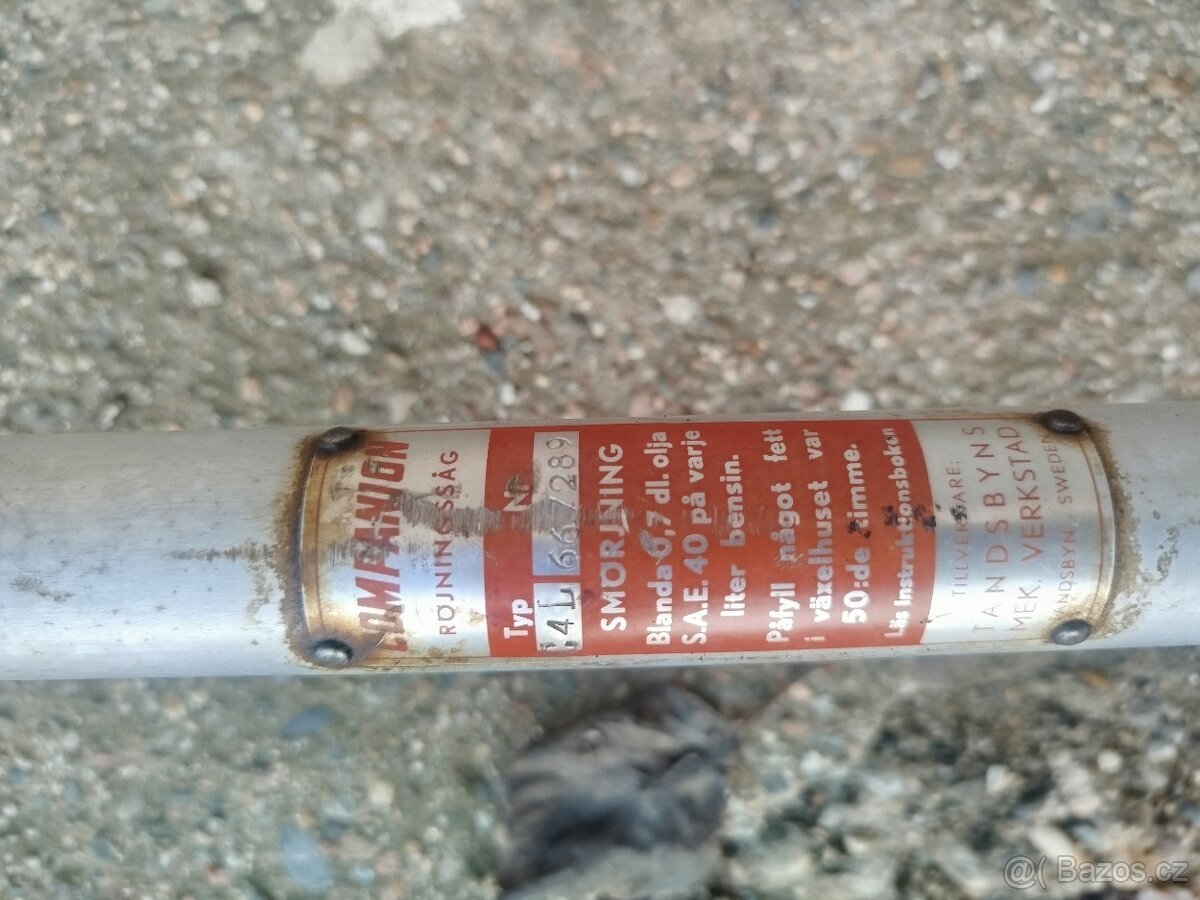 COMPANION
RÖJNINGSSÅG
Typ Nr
14L 667289
SMÖRJNING
Blanda 0,7 dl. olja
S.A.E. 40 på varje
liter bensin.
Påfyll något fett
i växelhuset var
50:de timme.
Läs instruktionsboken
TILLVERKARE:
TANDSBYNS
MEK. VERKSTAD
TANDSBYN . SWEDEN
@( Bazos.cz